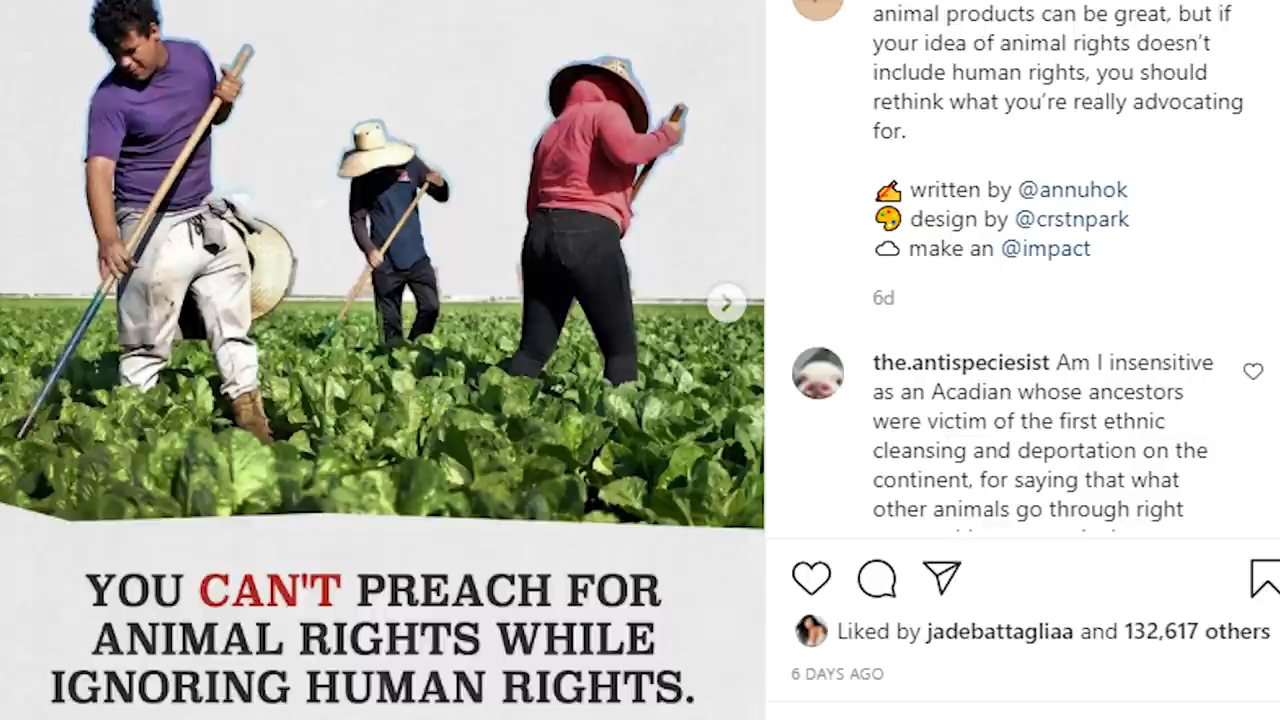 YOU CAN'T PREACH FOR
ANIMAL RIGHTS WHILE
IGNORING HUMAN RIGHTS.
animal products can be great, but if
your idea of animal rights doesn’t
include human rights, you should
rethink what you’re really advocating
for.
✍️ written by @annuhok
🎨 design by @crstnpark
☁️ make an @impact
6d
the.antispeciesist Am I insensitive
as an Acadian whose ancestors
were victim of the first ethnic
cleansing and deportation on the
continent, for saying that what
other animals go through right
Liked by jadebattagliaa and 132,617 others
6 DAYS AGO